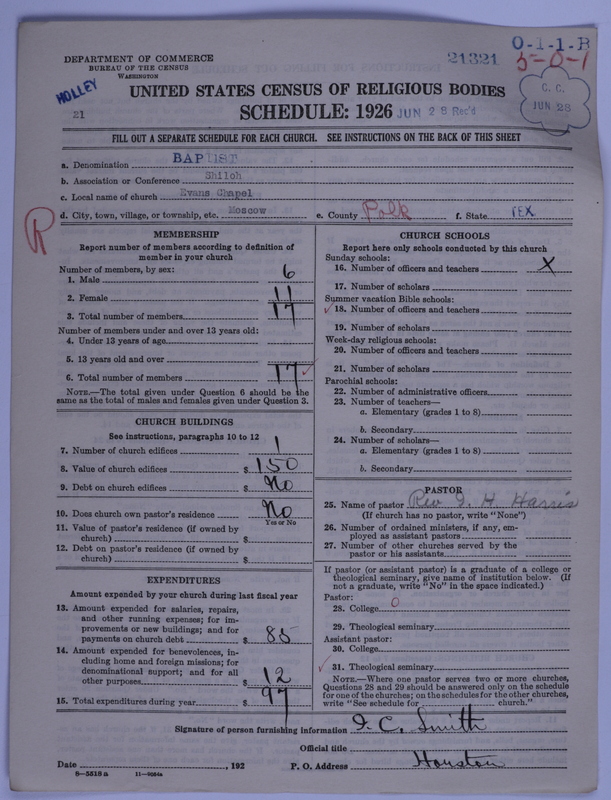 DEPARTMENT OF COMMERCE
BUREAU OF THE CENSUS
WASHINGTON
HOLLEY
21
21321
0-1-1-B
5-0-1
C. C.
JUN 28
UNITED STATES CENSUS OF RELIGIOUS BODIES
SCHEDULE: 1926
JUN 28 Rec'd
FILL OUT A SEPARATE SCHEDULE FOR EACH CHURCH. SEE INSTRUCTIONS ON THE BACK OF THIS SHEET
a. Denomination BAPTIST
b. Association or Conference Shiloh
c. Local name of church Evans Chapel
d. City, town, village, or township, etc. Moscow e. County Polk f. State TEX
R
MEMBERSHIP
Report number of members according to definition of
member in your church
Number of members, by sex:
1. Male 6
2. Female 11
3. Total number of members 17
Number of members under and over 13 years old:
4. Under 13 years of age
5. 13 years old and over
6. Total number of members 17
NOTE.—The total given under Question 6 should be the
same as the total of males and females given under Question 3.
CHURCH BUILDINGS
See instructions, paragraphs 10 to 12
7. Number of church edifices 1
8. Value of church edifices $ 150
9. Debt on church edifices $ No
10. Does church own pastor's residence No
Yes or No
11. Value of pastor's residence (if owned by
church) $
12. Debt on pastor's residence (if owned by
church) $
EXPENDITURES
Amount expended by your church during last fiscal year
13. Amount expended for salaries, repairs,
and other running expenses; for im-
provements or new buildings; and for
payments on church debt $ 85
14. Amount expended for benevolences, in-
cluding home and foreign missions; for
denominational support; and for all
other purposes $ 12
15. Total expenditures during year $ 97
CHURCH SCHOOLS
Report here only schools conducted by this church
Sunday schools:
16. Number of officers and teachers X
17. Number of scholars
Summer vacation Bible schools:
18. Number of officers and teachers
19. Number of scholars
Week-day religious schools:
20. Number of officers and teachers
21. Number of scholars
Parochial schools:
22. Number of administrative officers
23. Number of teachers—
a. Elementary (grades 1 to 8)
b. Secondary
24. Number of scholars—
a. Elementary (grades 1 to 8)
b. Secondary
PASTOR
25. Name of pastor Rev I. H. Harris
(If church has no pastor, write "None")
26. Number of ordained ministers, if any, em-
ployed as assistant pastors
27. Number of other churches served by the
pastor or his assistants
If pastor (or assistant pastor) is a graduate of a college or
theological seminary, give name of institution below. (If
not a graduate, write "No" in the space indicated.)
Pastor:
28. College 0
29. Theological seminary
Assistant pastor:
30. College
31. Theological seminary
NOTE.—Where one pastor serves two or more churches,
Questions 28 and 29 should be answered only on the schedule
for one of the churches; on the schedules for the other churches,
write "See schedule for church."
Signature of person furnishing information I. C. Smith
Official title
Date , 192 P. O. Address Houston
8-5518a 11-9264a